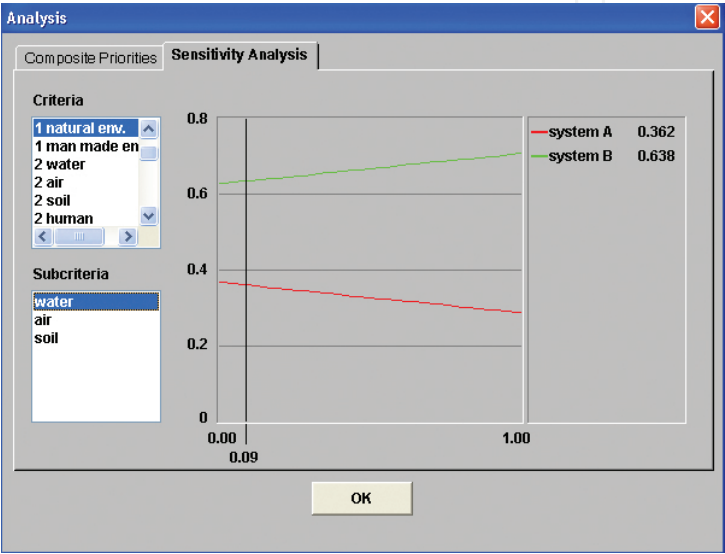 Analysis
Composite Priorities
Sensitivity Analysis
Criteria
1 natural env.
1 man made en
2 water
2 air
2 soil
2 human
Subcriteria
water
air
soil
0.8
0.6
0.4
0.2
0
0.00
1.00
0.09
system A 0.362
system B 0.638
OK